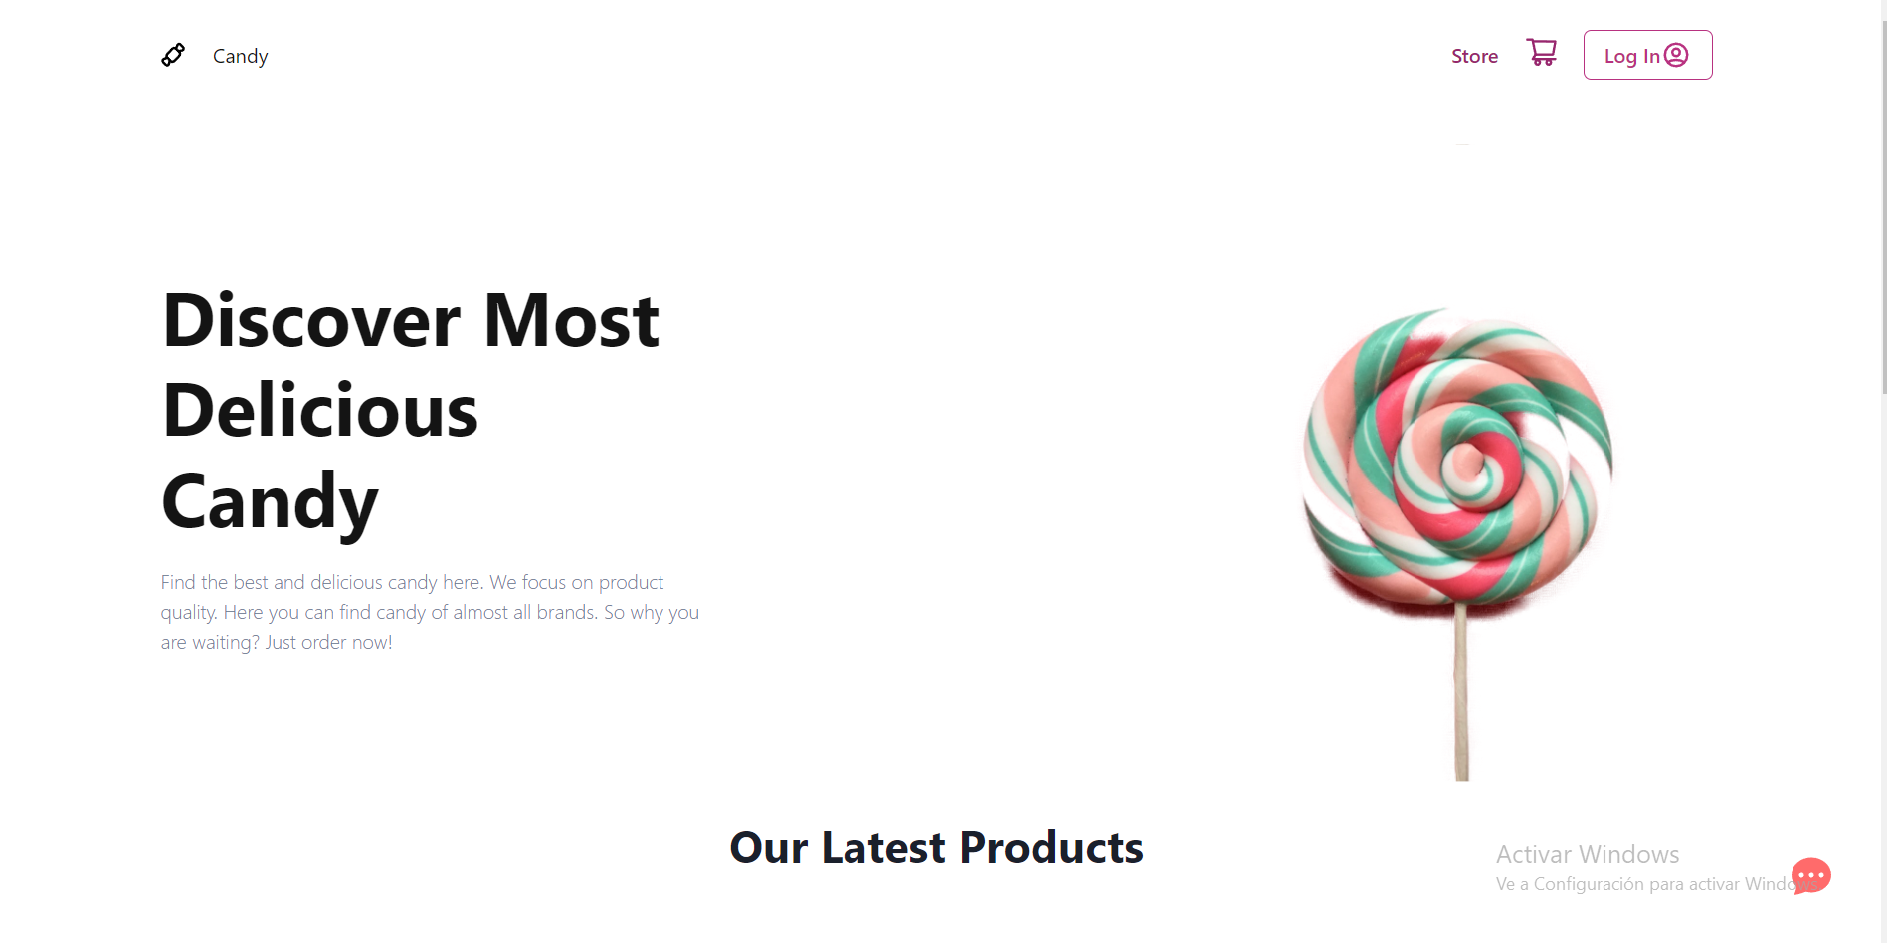 Candy
Store
Log In
Discover Most
Delicious
Candy
Find the best and delicious candy here. We focus on product
quality. Here you can find candy of almost all brands. So why you
are waiting? Just order now!
Our Latest Products
Activar Windows
Ve a Configuración para activar Windows.